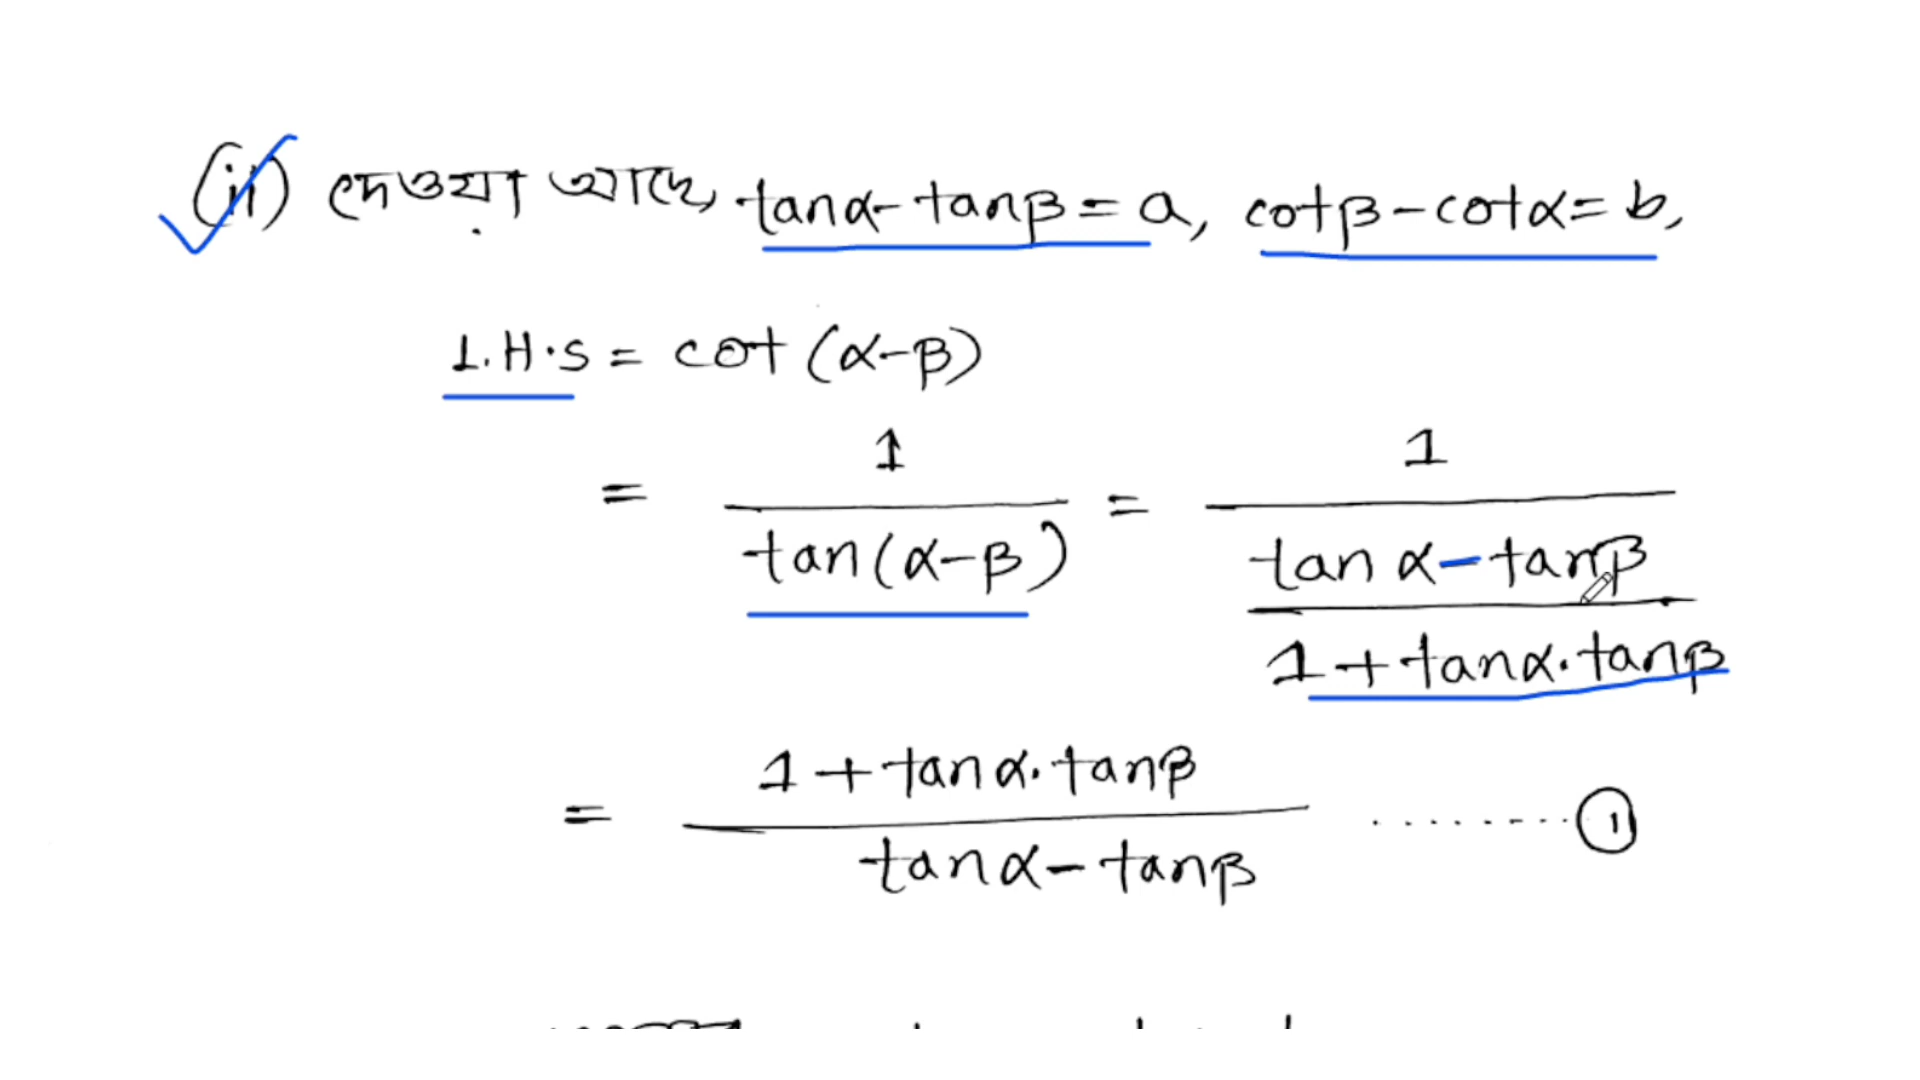 (ii) দেওয়া আছে, tanα - tanβ = a, cotβ - cotα = b,
L.H.S = cot (α-β)
= 1 / tan(α-β) = 1 / ((tan α - tanβ) / (1 + tanα.tanβ))
= (1 + tanα.tanβ) / (tanα - tanβ) ......... ①